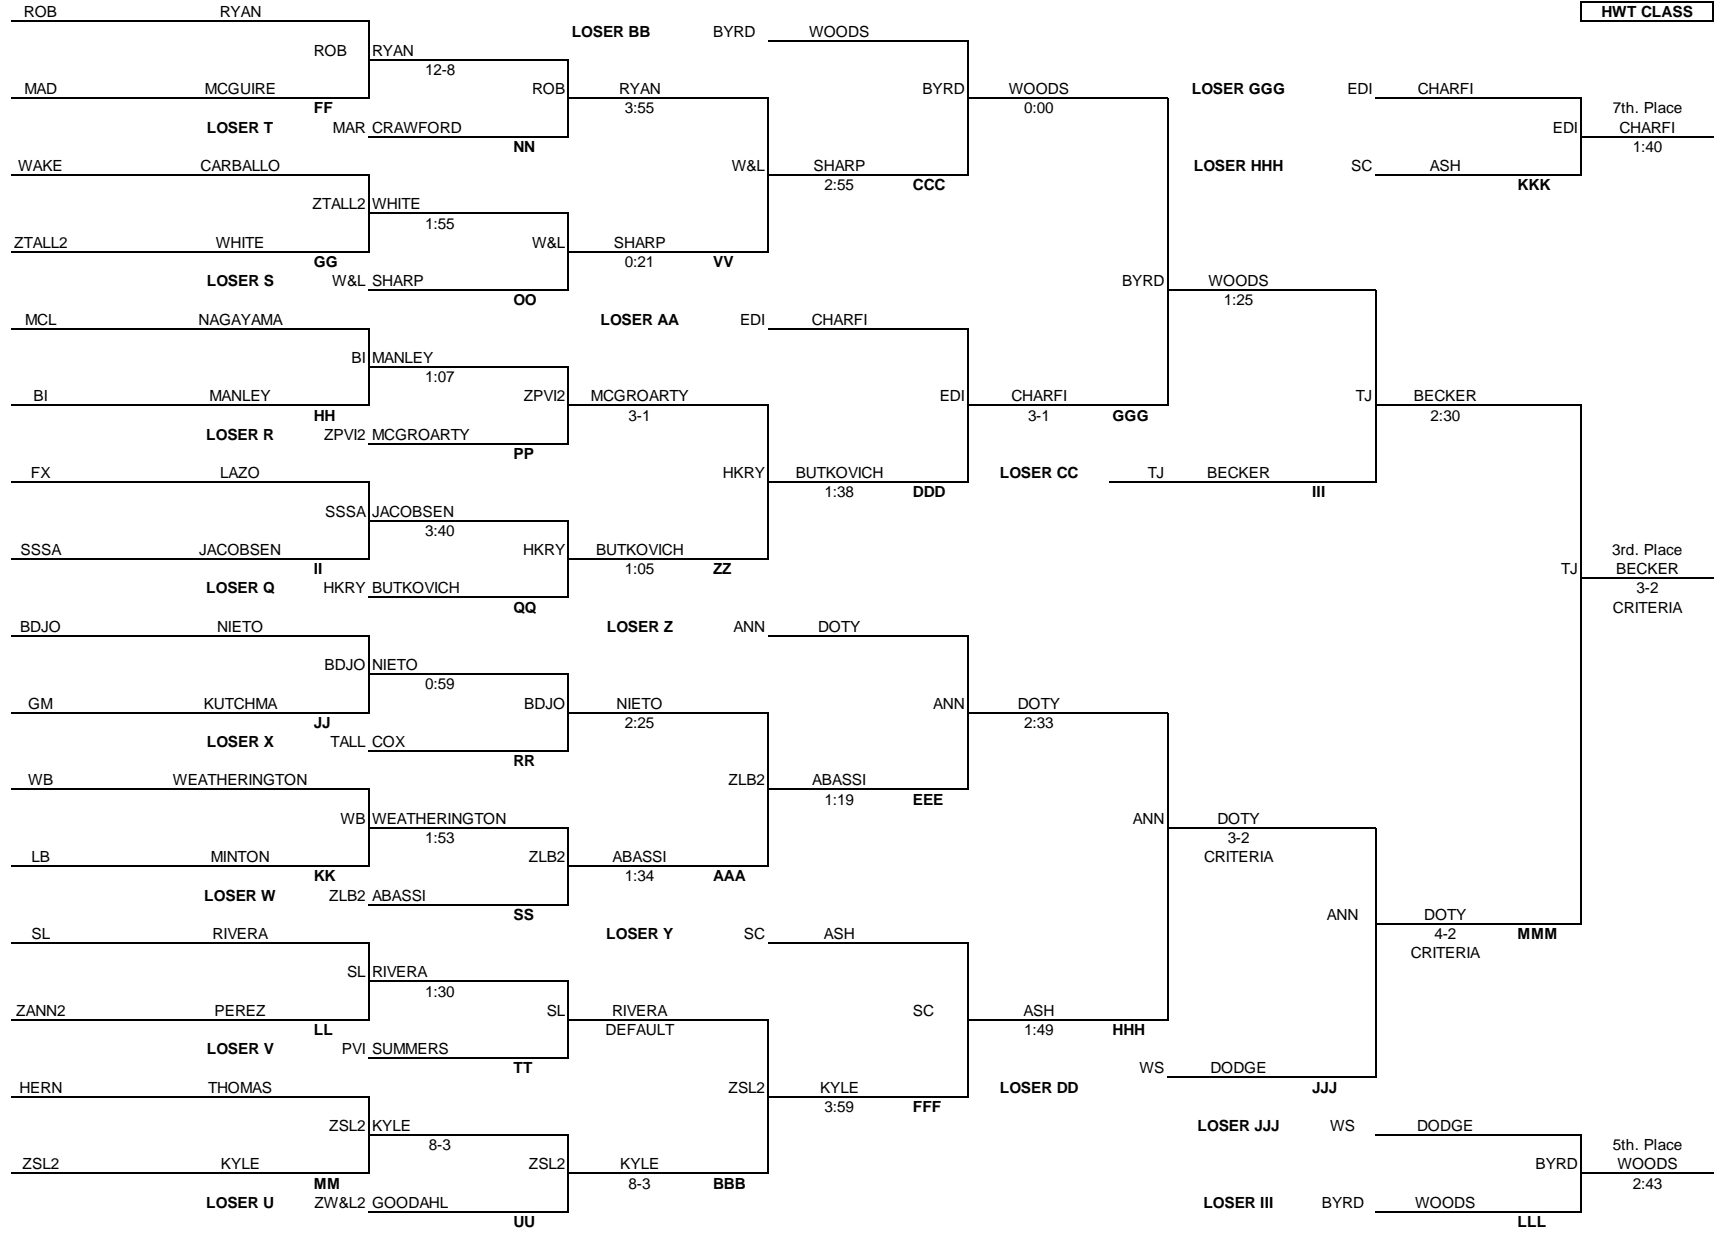 ROB RYAN HWT CLASS
LOSER BB BYRD WOODS
ROB RYAN
12-8
MAD MCGUIRE ROB RYAN BYRD WOODS LOSER GGG EDI CHARFI
FF 3:55 0:00 7th. Place
LOSER T MAR CRAWFORD EDI CHARFI
NN 1:40
WAKE CARBALLO W&L SHARP LOSER HHH SC ASH
2:55 CCC KKK
ZTALL2 WHITE
1:55
ZTALL2 WHITE W&L SHARP
GG 0:21 VV
LOSER S W&L SHARP BYRD WOODS
OO 1:25
MCL NAGAYAMA LOSER AA EDI CHARFI
BI MANLEY
1:07
BI MANLEY ZPVI2 MCGROARTY EDI CHARFI TJ BECKER
HH 3-1 3-1 GGG 2:30
LOSER R ZPVI2 MCGROARTY
PP
FX LAZO HKRY BUTKOVICH LOSER CC TJ BECKER
1:38 DDD III
SSSA JACOBSEN
3:40
SSSA JACOBSEN HKRY BUTKOVICH 3rd. Place
II 1:05 ZZ TJ BECKER
LOSER Q HKRY BUTKOVICH 3-2
QQ CRITERIA
BDJO NIETO LOSER Z ANN DOTY
BDJO NIETO
0:59
GM KUTCHMA BDJO NIETO ANN DOTY
JJ 2:25 2:33
LOSER X TALL COX
RR
WB WEATHERINGTON ZLB2 ABASSI
1:19 EEE
WB WEATHERINGTON ANN DOTY
1:53 3-2
LB MINTON ZLB2 ABASSI CRITERIA
KK 1:34 AAA
LOSER W ZLB2 ABASSI
SS ANN DOTY
SL RIVERA LOSER Y SC ASH 4-2 MMM
CRITERIA
SL RIVERA
1:30
ZANN2 PEREZ SL RIVERA SC ASH
LL DEFAULT 1:49 HHH
LOSER V PVI SUMMERS
TT WS DODGE
HERN THOMAS ZSL2 KYLE LOSER DD JJJ
3:59 FFF
ZSL2 KYLE LOSER JJJ WS DODGE
8-3
ZSL2 KYLE ZSL2 KYLE 5th. Place
MM 8-3 BBB BYRD WOODS
2:43
LOSER U ZW&L2 GOODAHL LOSER III BYRD WOODS
UU LLL